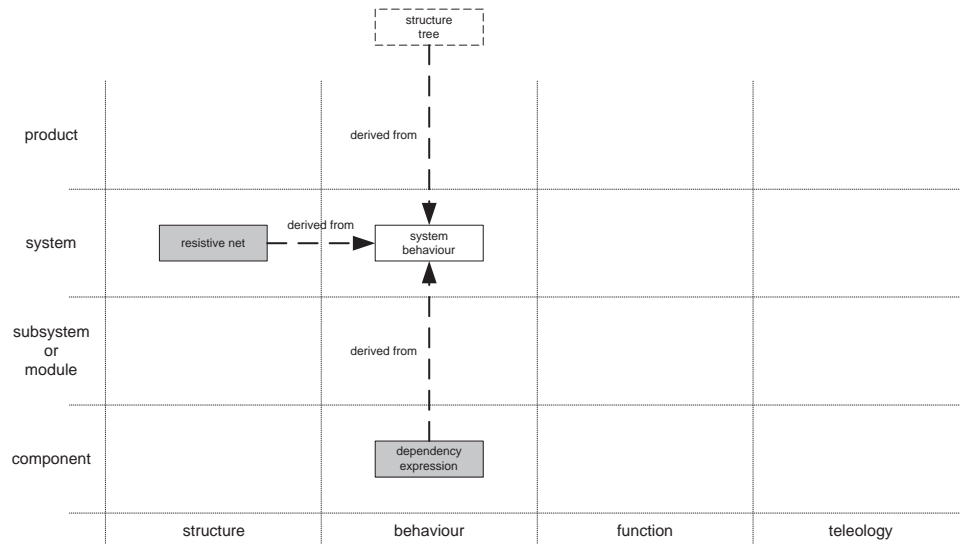 structure
tree
product
derived from
system
resistive net
derived from
system
behaviour
subsystem
or
module
derived from
component
dependency
expression
structure
behaviour
function
teleology